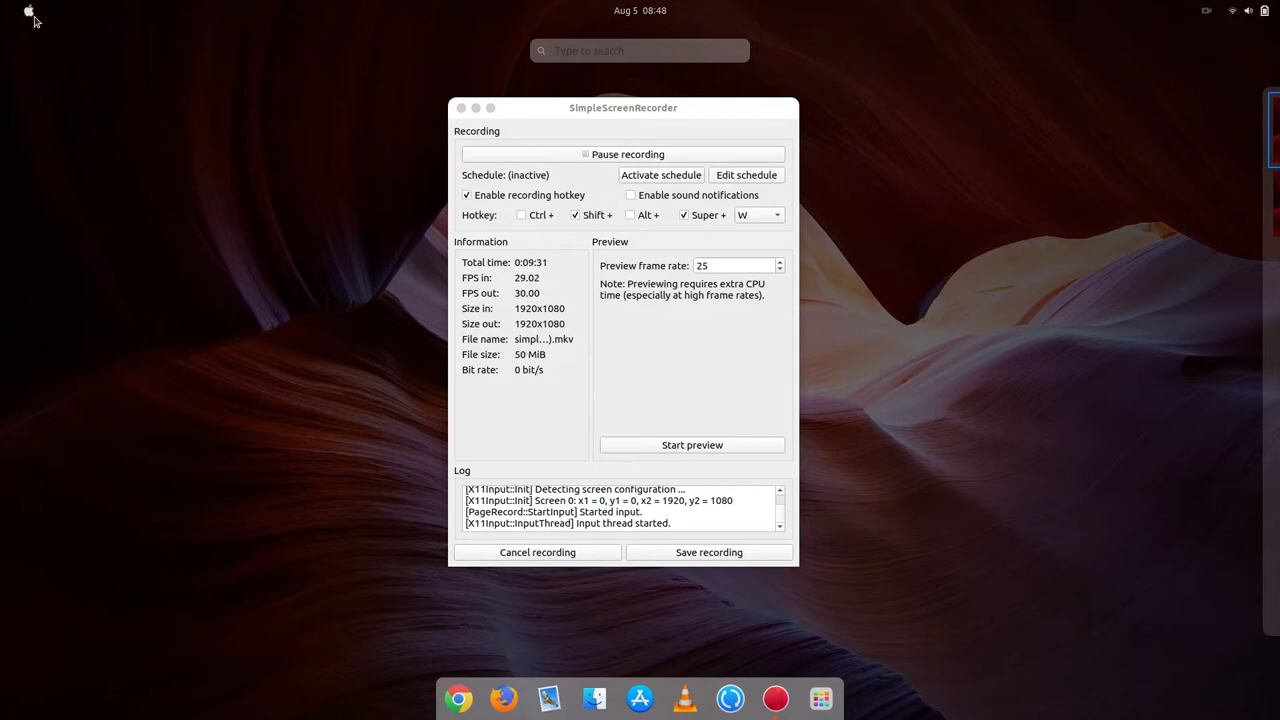 Aug 5 08:48
Type to search
SimpleScreenRecorder
Recording
Pause recording
Schedule: (inactive)
Activate schedule
Edit schedule
Enable recording hotkey
Enable sound notifications
Hotkey:
Ctrl +
Shift +
Alt +
Super +
W
Information
Total time: 0:09:31
FPS in: 29.02
FPS out: 30.00
Size in: 1920x1080
Size out: 1920x1080
File name: simpl...).mkv
File size: 50 MiB
Bit rate: 0 bit/s
Preview
Preview frame rate: 25
Note: Previewing requires extra CPU
time (especially at high frame rates).
Start preview
Log
[X11Input::Init] Detecting screen configuration ...
[X11Input::Init] Screen 0: x1 = 0, y1 = 0, x2 = 1920, y2 = 1080
[PageRecord::StartInput] Started input.
[X11Input::InputThread] Input thread started.
Cancel recording
Save recording